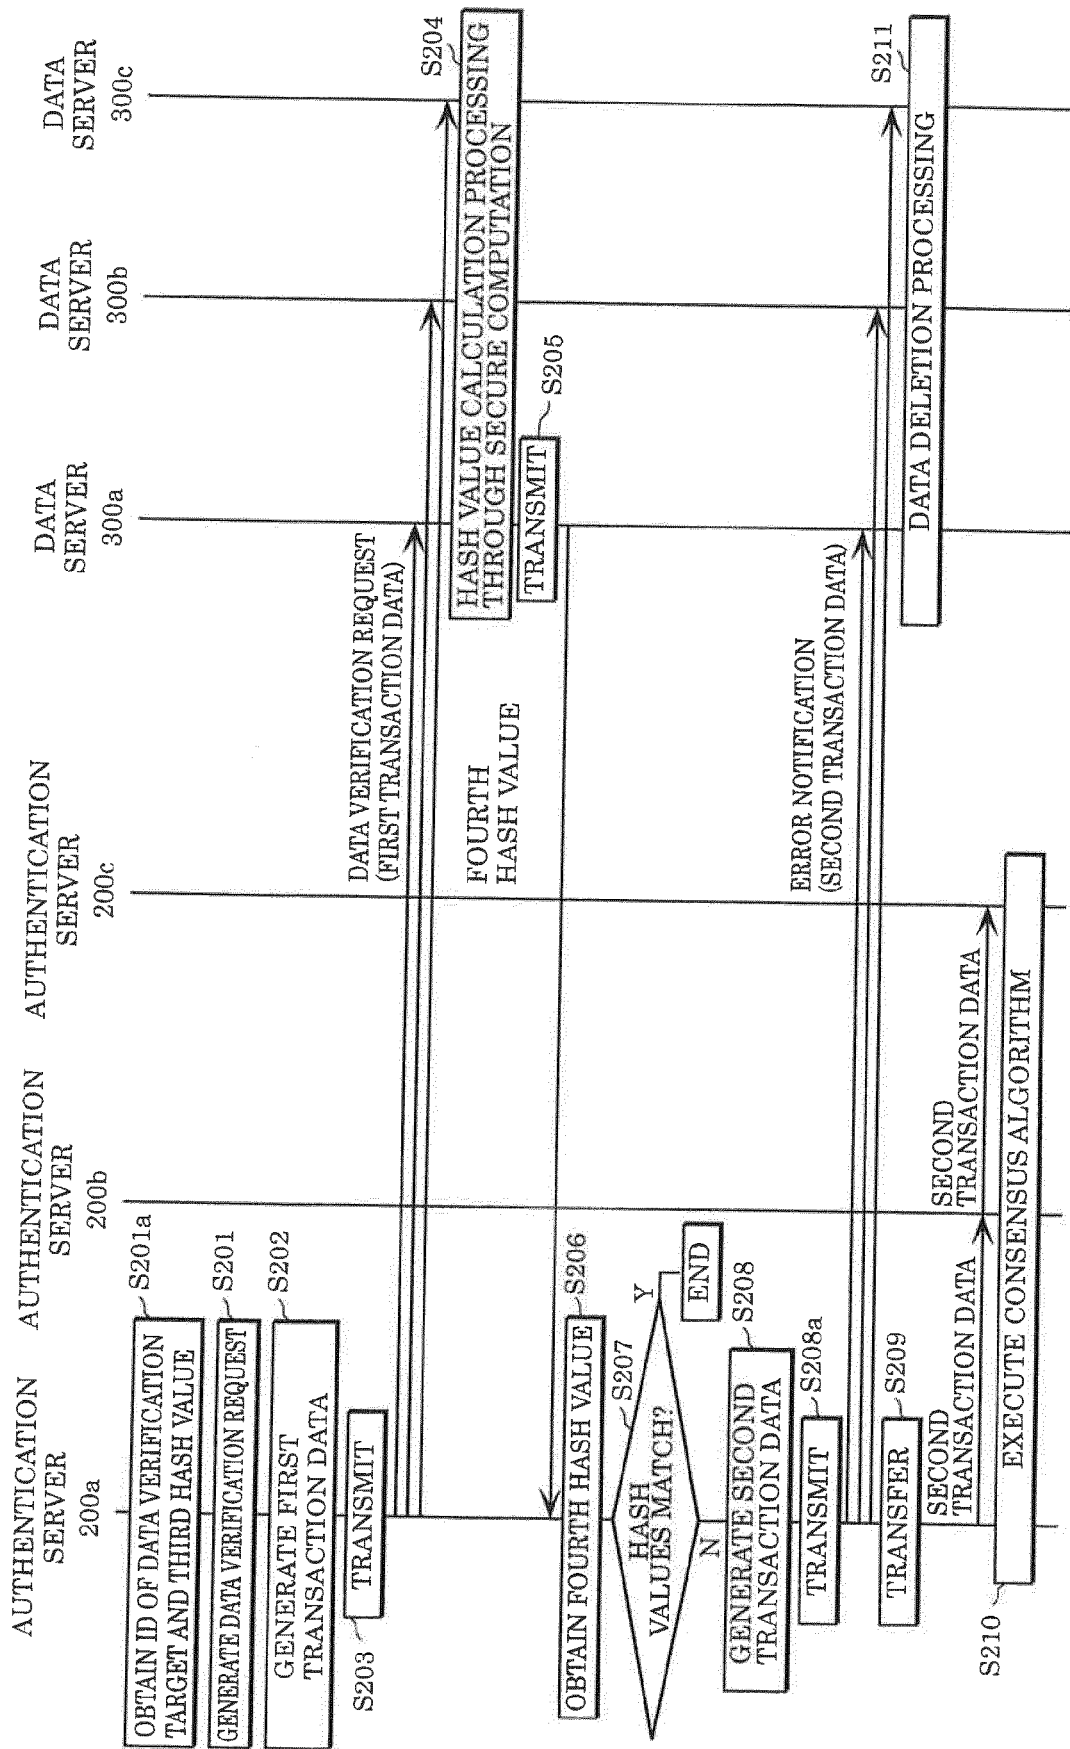 AUTHENTICATION
SERVER
200a
AUTHENTICATION
SERVER
200b
AUTHENTICATION
SERVER
200c
DATA
SERVER
300a
DATA
SERVER
300b
DATA
SERVER
300c
S201a
OBTAIN ID OF DATA VERIFICATION
TARGET AND THIRD HASH VALUE
S201
GENERATE DATA VERIFICATION REQUEST
S202
GENERATE FIRST
TRANSACTION DATA
S203
TRANSMIT
DATA VERIFICATION REQUEST
(FIRST TRANSACTION DATA)
S204
HASH VALUE CALCULATION PROCESSING
THROUGH SECURE COMPUTATION
S205
TRANSMIT
FOURTH
HASH VALUE
S206
OBTAIN FOURTH HASH VALUE
S207
HASH
VALUES MATCH?
Y
END
N
S208
GENERATE SECOND
TRANSACTION DATA
S208a
TRANSMIT
ERROR NOTIFICATION
(SECOND TRANSACTION DATA)
S209
TRANSFER
S211
DATA DELETION PROCESSING
SECOND
TRANSACTION DATA
SECOND
TRANSACTION DATA
S210
EXECUTE CONSENSUS ALGORITHM